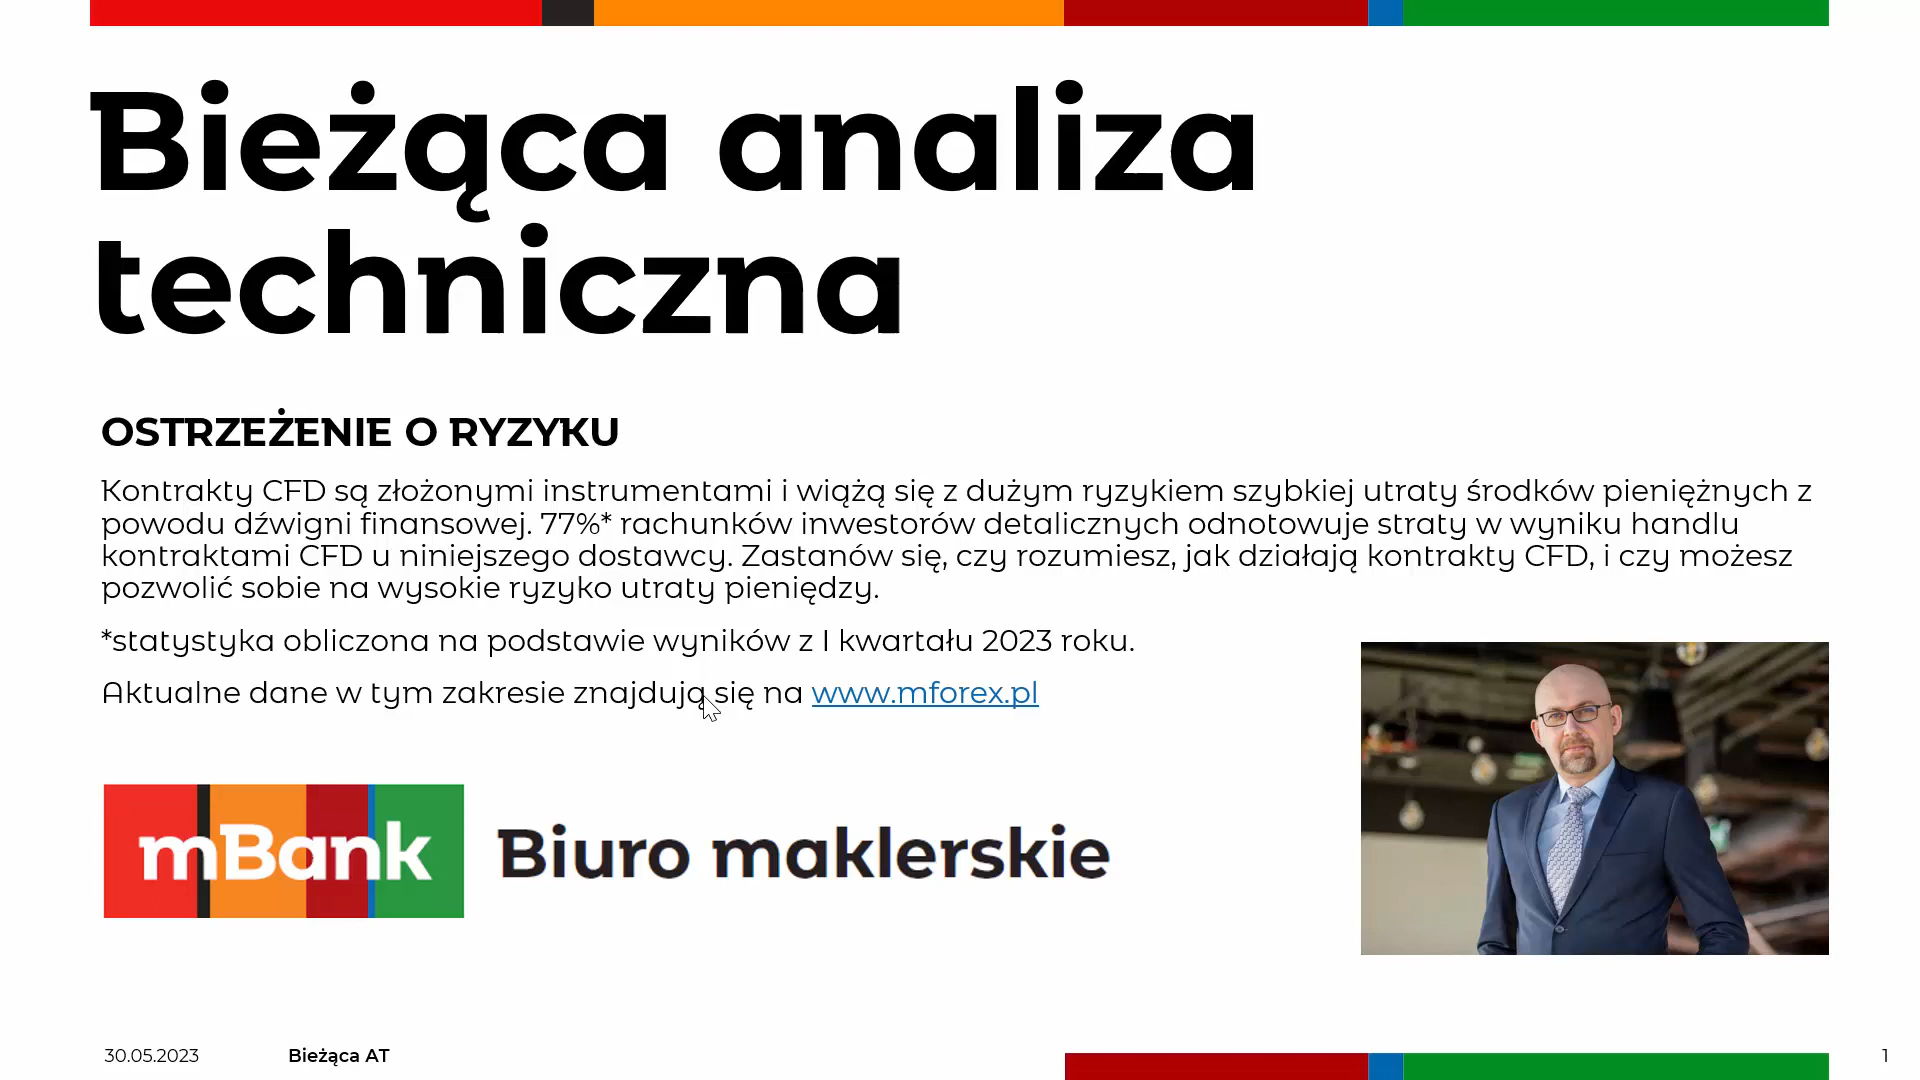 Bieżąca analiza
techniczna
OSTRZEŻENIE O RYZYKU
Kontrakty CFD są złożonymi instrumentami i wiążą się z dużym ryzykiem szybkiej utraty środków pieniężnych z
powodu dźwigni finansowej. 77%* rachunków inwestorów detalicznych odnotowuje straty w wyniku handlu
kontraktami CFD u niniejszego dostawcy. Zastanów się, czy rozumiesz, jak działają kontrakty CFD, i czy możesz
pozwolić sobie na wysokie ryzyko utraty pieniędzy.
*statystyka obliczona na podstawie wyników z I kwartału 2023 roku.
Aktualne dane w tym zakresie znajdują się na www.mforex.pl
mBank Biuro maklerskie
30.05.2023 Bieżąca AT 1